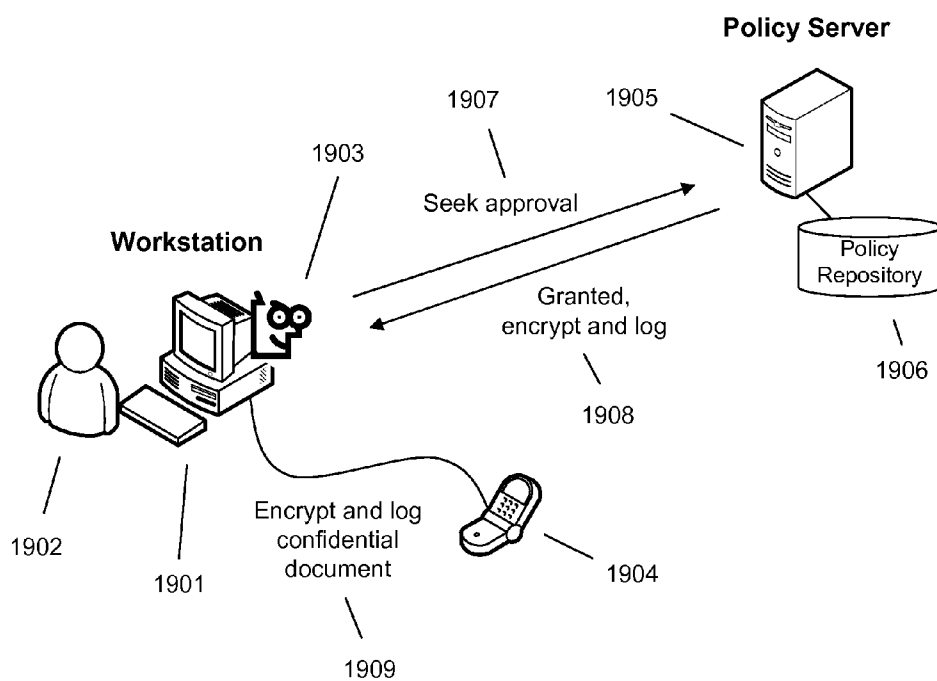 Policy Server
1907
1905
1903
Seek approval
Workstation
Policy
Repository
Granted,
encrypt and log
1906
1908
Encrypt and log
confidential
document
1902
1901
1904
1909